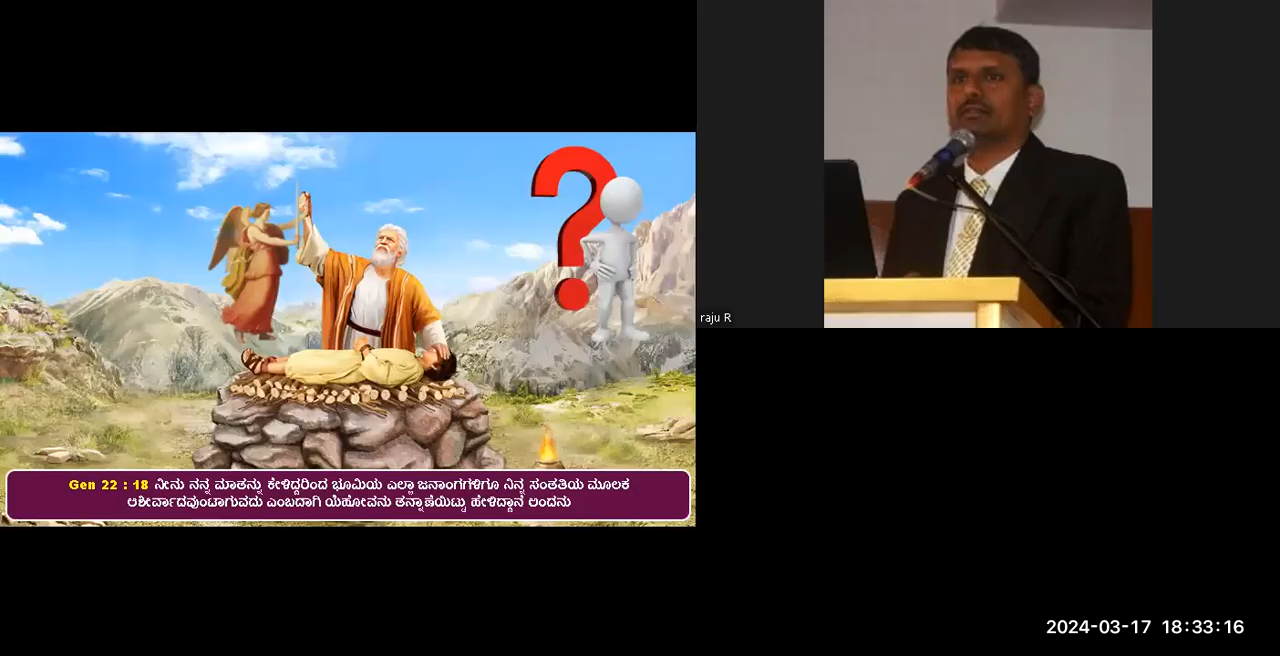 Gen 22 : 18 ನೀನು ನನ್ನ ಮಾತನ್ನು ಕೇಳಿದ್ದರಿಂದ ಭೂಮಿಯ ಎಲ್ಲಾ ಜನಾಂಗಗಳಿಗೂ ನಿನ್ನ ಸಂತತಿಯ ಮೂಲಕ
ಆಶೀರ್ವಾದವುಂಟಾಗುವದು ಎಂಬದಾಗಿ ಯೆಹೋವನು ತನ್ನಾಣೆಯಿಟ್ಟು ಹೇಳಿದ್ದಾನೆ ಅಂದನು
raju R
2024-03-17 18:33:16